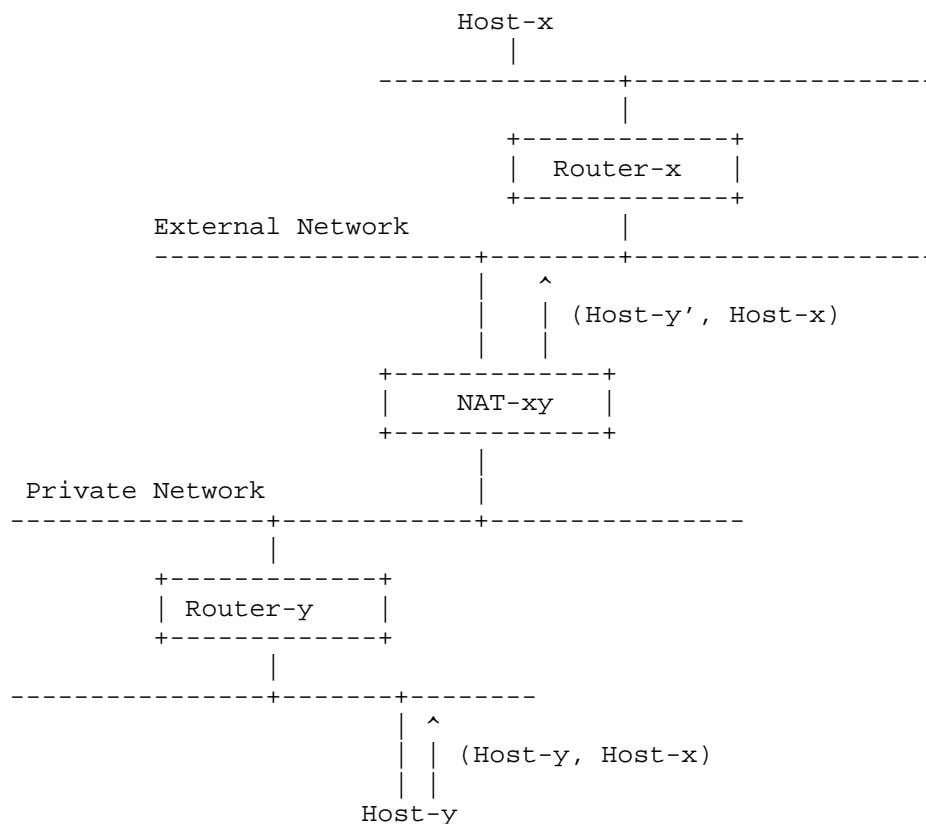 Host-x
Router-x
External Network
(Host-y’, Host-x)
NAT-xy
Private Network
Router-y
(Host-y, Host-x)
Host-y